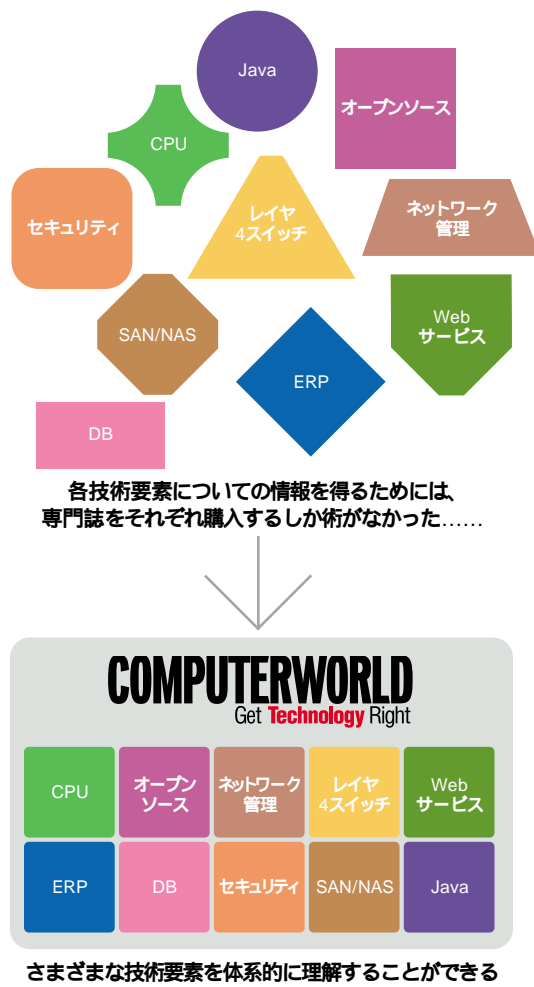 Java
オープンソース
CPU
レイヤ
4スイッチ
ネットワーク
管理
セキュリティ
SAN/NAS
Web
サービス
ERP
DB
各技術要素についての情報を得るためには、
専門誌をそれぞれ購入するしか術がなかった……
COMPUTERWORLD
Get Technology Right
CPU
オープン
ソース
ネットワーク
管理
レイヤ
4スイッチ
Web
サービス
ERP
DB
セキュリティ
SAN/NAS
Java
さまざまな技術要素を体系的に理解することができる